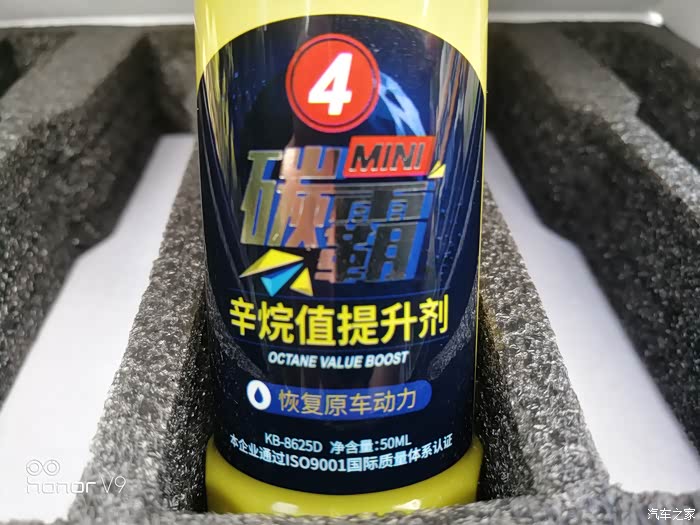 4
MINI
碳霸
辛烷值提升剂
OCTANE VALUE BOOST
恢复原车动力
KB-8625D 净含量:50ML
本企业通过ISO9001国际质量体系认证
honor V9
汽车之家